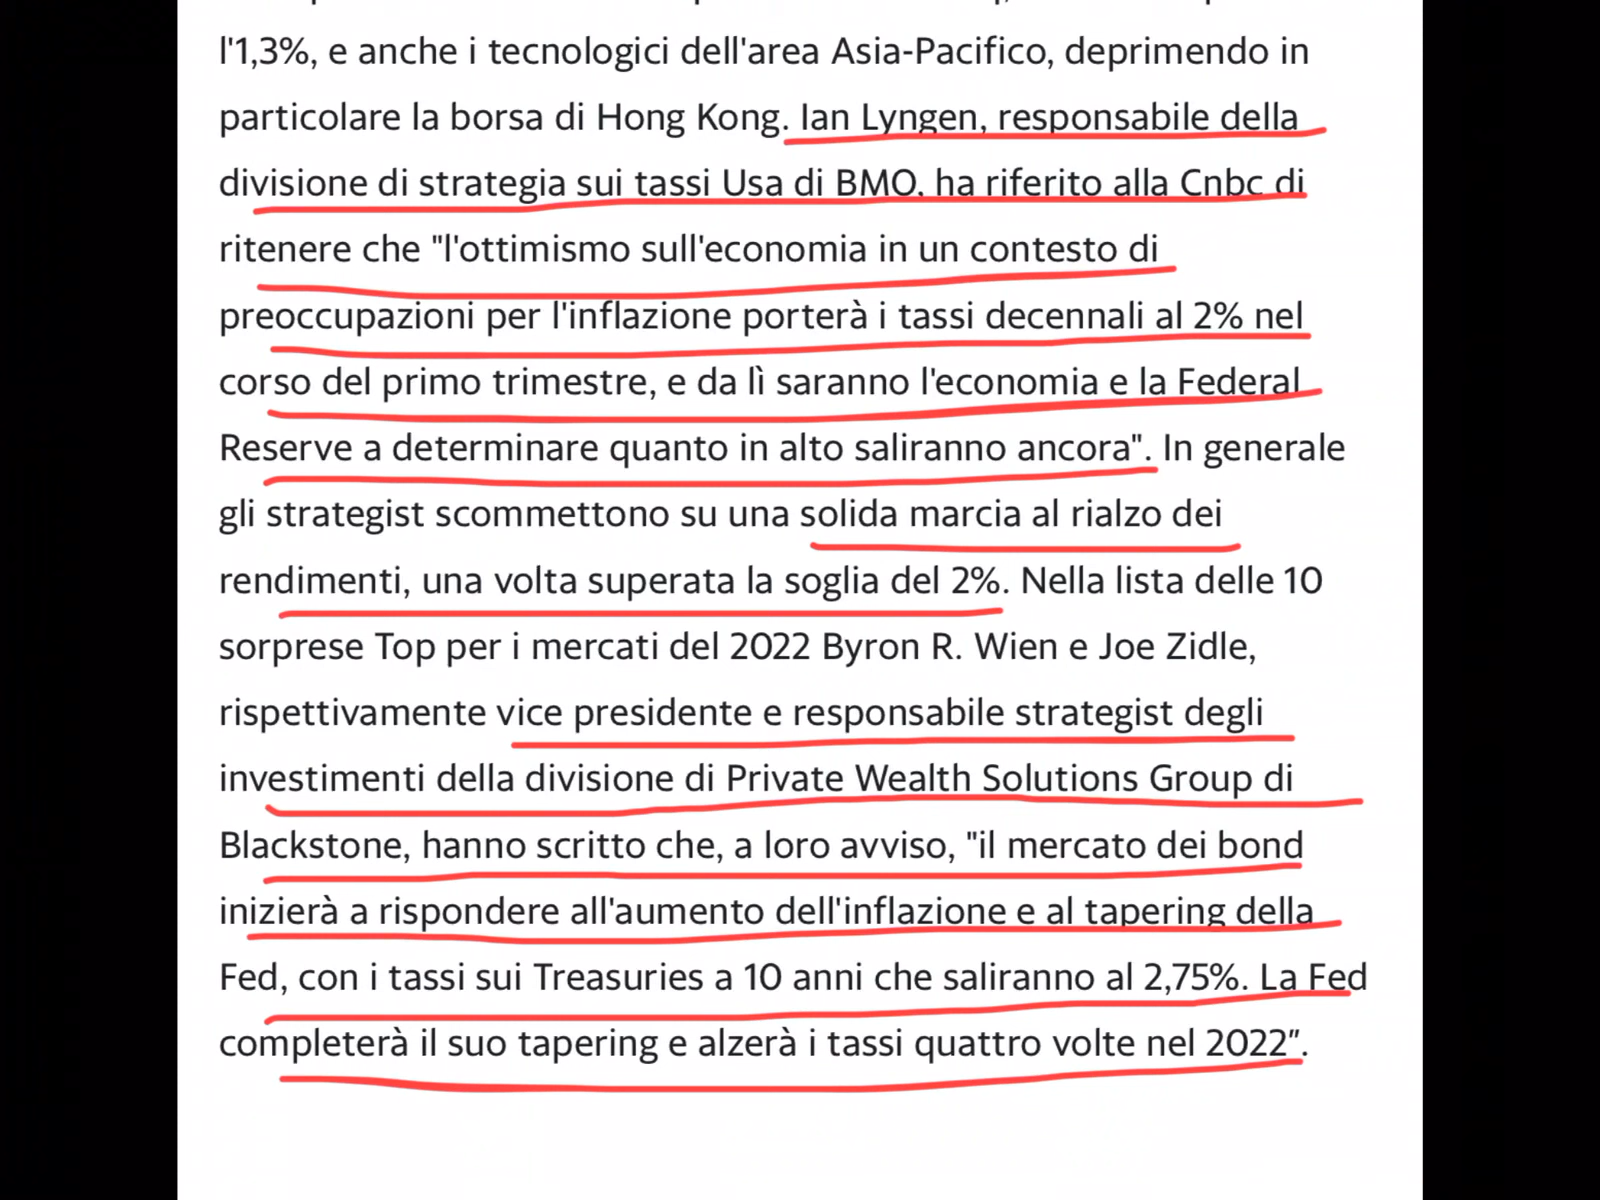 l'1,3%, e anche i tecnologici dell'area Asia-Pacifico, deprimendo in
particolare la borsa di Hong Kong. Ian Lyngen, responsabile della
divisione di strategia sui tassi Usa di BMO, ha riferito alla Cnbc di
ritenere che "l'ottimismo sull'economia in un contesto di
preoccupazioni per l'inflazione porterà i tassi decennali al 2% nel
corso del primo trimestre, e da lì saranno l'economia e la Federal
Reserve a determinare quanto in alto saliranno ancora". In generale
gli strategist scommettono su una solida marcia al rialzo dei
rendimenti, una volta superata la soglia del 2%. Nella lista delle 10
sorprese Top per i mercati del 2022 Byron R. Wien e Joe Zidle,
rispettivamente vice presidente e responsabile strategist degli
investimenti della divisione di Private Wealth Solutions Group di
Blackstone, hanno scritto che, a loro avviso, "il mercato dei bond
inizierà a rispondere all'aumento dell'inflazione e al tapering della
Fed, con i tassi sui Treasuries a 10 anni che saliranno al 2,75%. La Fed
completerà il suo tapering e alzerà i tassi quattro volte nel 2022”.